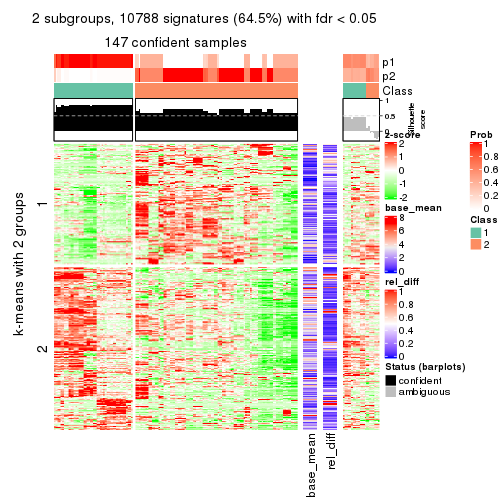 2 subgroups, 10788 signatures (64.5%) with fdr < 0.05
147 confident samples
p1
p2
Class
1
0.5
0
Silhouette
score
k-means with 2 groups
1
2
base_mean
rel_diff
z-score
2
1
0
-1
-2
base_mean
8
6
4
2
0
rel_diff
1
0.8
0.6
0.4
0.2
0
Status (barplots)
confident
ambiguous
Prob
1
0.8
0.6
0.4
0.2
0
Class
1
2